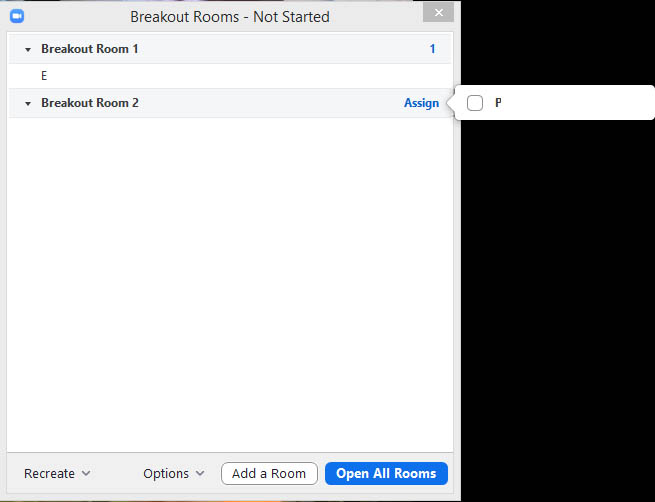 Breakout Rooms - Not Started
Breakout Room 1 1
E
Breakout Room 2 Assign
P
Recreate Options Add a Room Open All Rooms